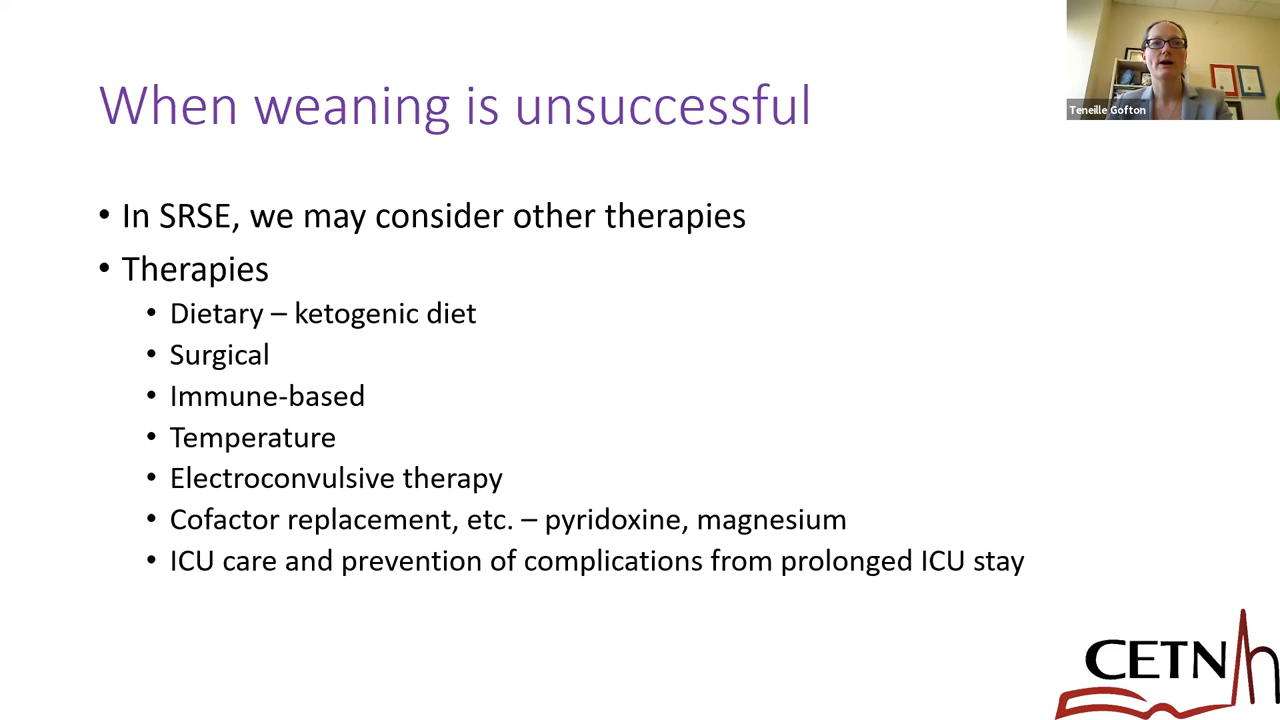 When weaning is unsuccessful
Teneille Gofton
• In SRSE, we may consider other therapies
• Therapies
• Dietary – ketogenic diet
• Surgical
• Immune-based
• Temperature
• Electroconvulsive therapy
• Cofactor replacement, etc. – pyridoxine, magnesium
• ICU care and prevention of complications from prolonged ICU stay
CETN